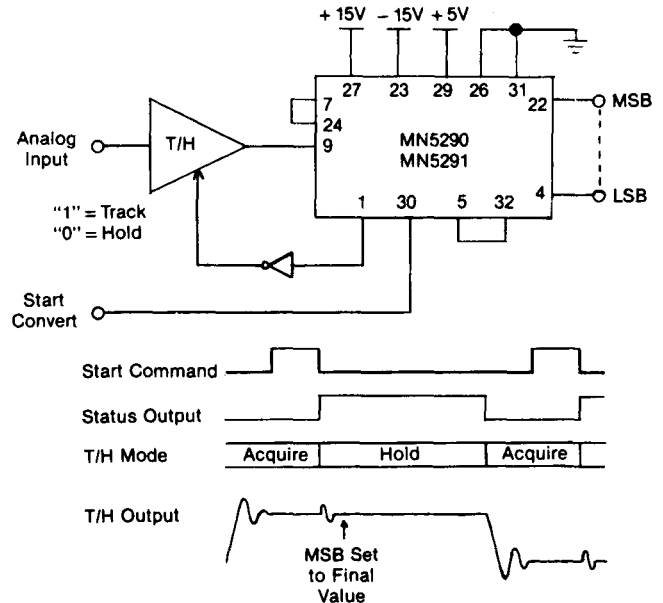 + 15V
− 15V
+ 5V
27
23
29
26
31
7
24
9
22
MSB
MN5290
MN5291
Analog
Input
T/H
4
LSB
1
30
5
32
"1" = Track
"0" = Hold
Start
Convert
Start Command
Status Output
T/H Mode
Acquire
Hold
Acquire
T/H Output
MSB Set
to Final
Value